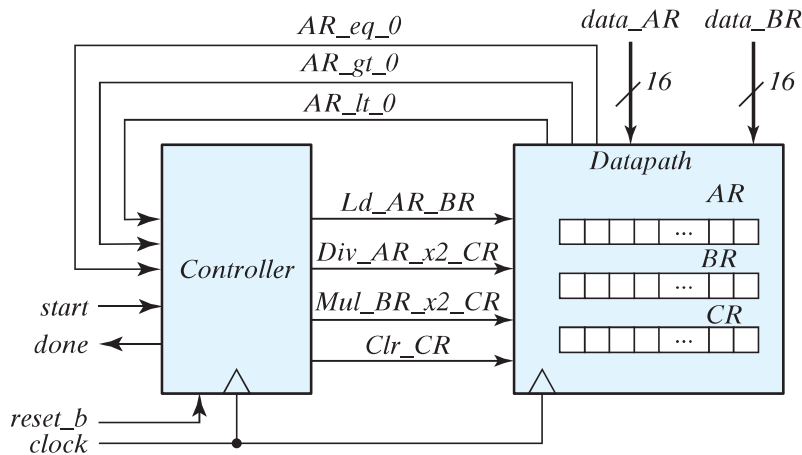 AR_eq_0
data_AR data_BR
AR_gt_0
16 16
AR_lt_0
Datapath
AR
Ld_AR_BR
...
Controller
Div_AR_x2_CR
BR
...
start
Mul_BR_x2_CR
CR
done
Clr_CR
...
reset_b
clock